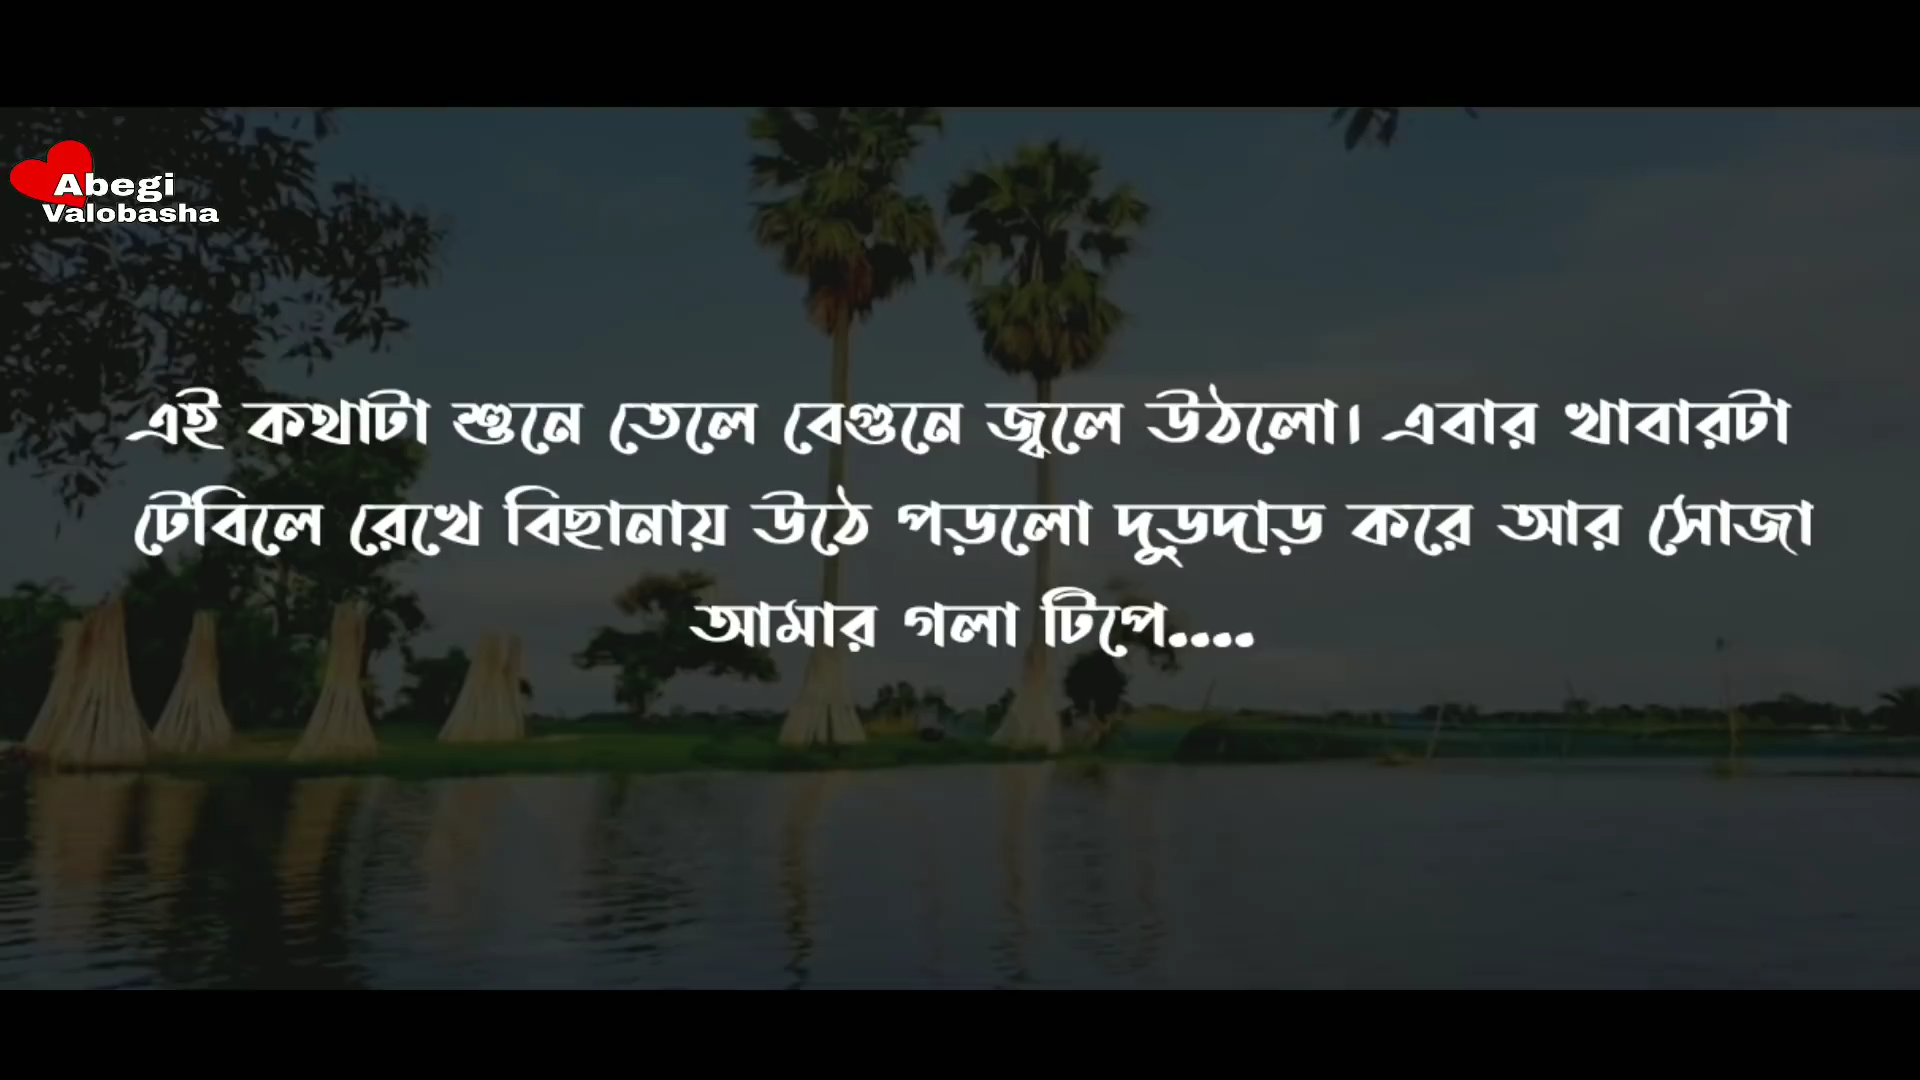 Abegi
Valobasha
এই কথাটা শুনে তেলে বেগুনে জ্বলে উঠলো। এবার খাবারটা
টেবিলে রেখে বিছানায় উঠে পড়লো দুড়দাড় করে আর সোজা
আমার গলা টিপে....